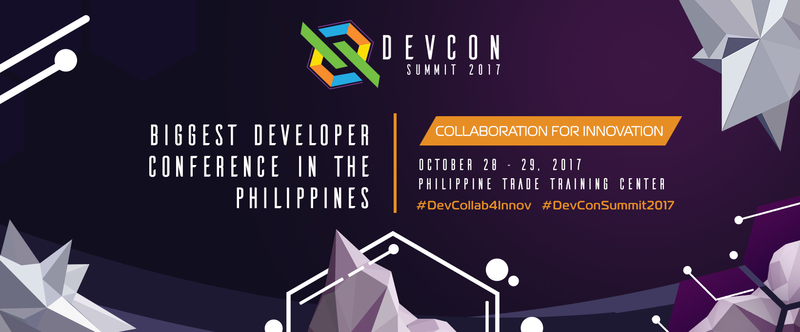 DEVCON
SUMMIT 2017
BIGGEST DEVELOPER
CONFERENCE IN THE
PHILIPPINES
COLLABORATION FOR INNOVATION
OCTOBER 28 - 29, 2017
PHILIPPINE TRADE TRAINING CENTER
#DevCollab4Innov #DevConSummit2017